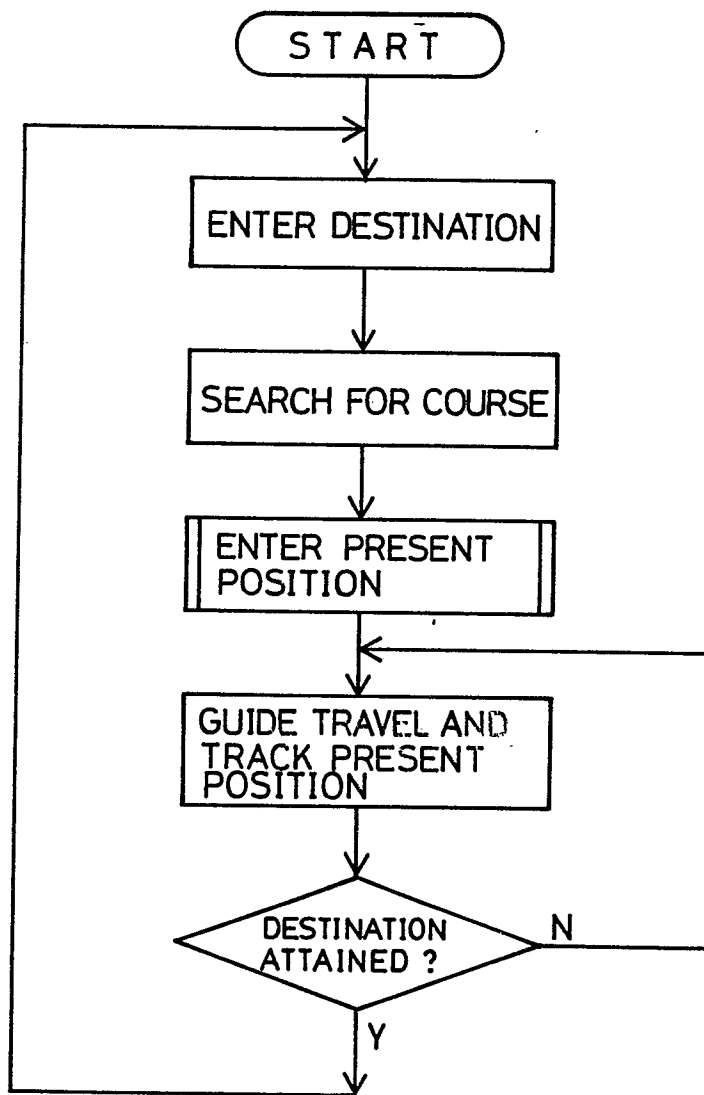 START
ENTER DESTINATION
SEARCH FOR COURSE
ENTER PRESENT
POSITION
GUIDE TRAVEL AND
TRACK PRESENT
POSITION
DESTINATION
ATTAINED ?
N
Y